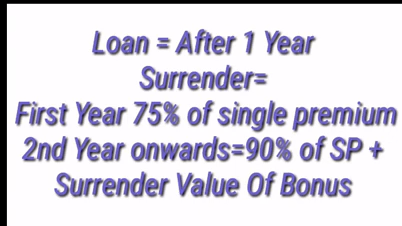 Loan = After 1 Year
Surrender=
First Year 75% of single premium
2nd Year onwards=90% of SP +
Surrender Value Of Bonus